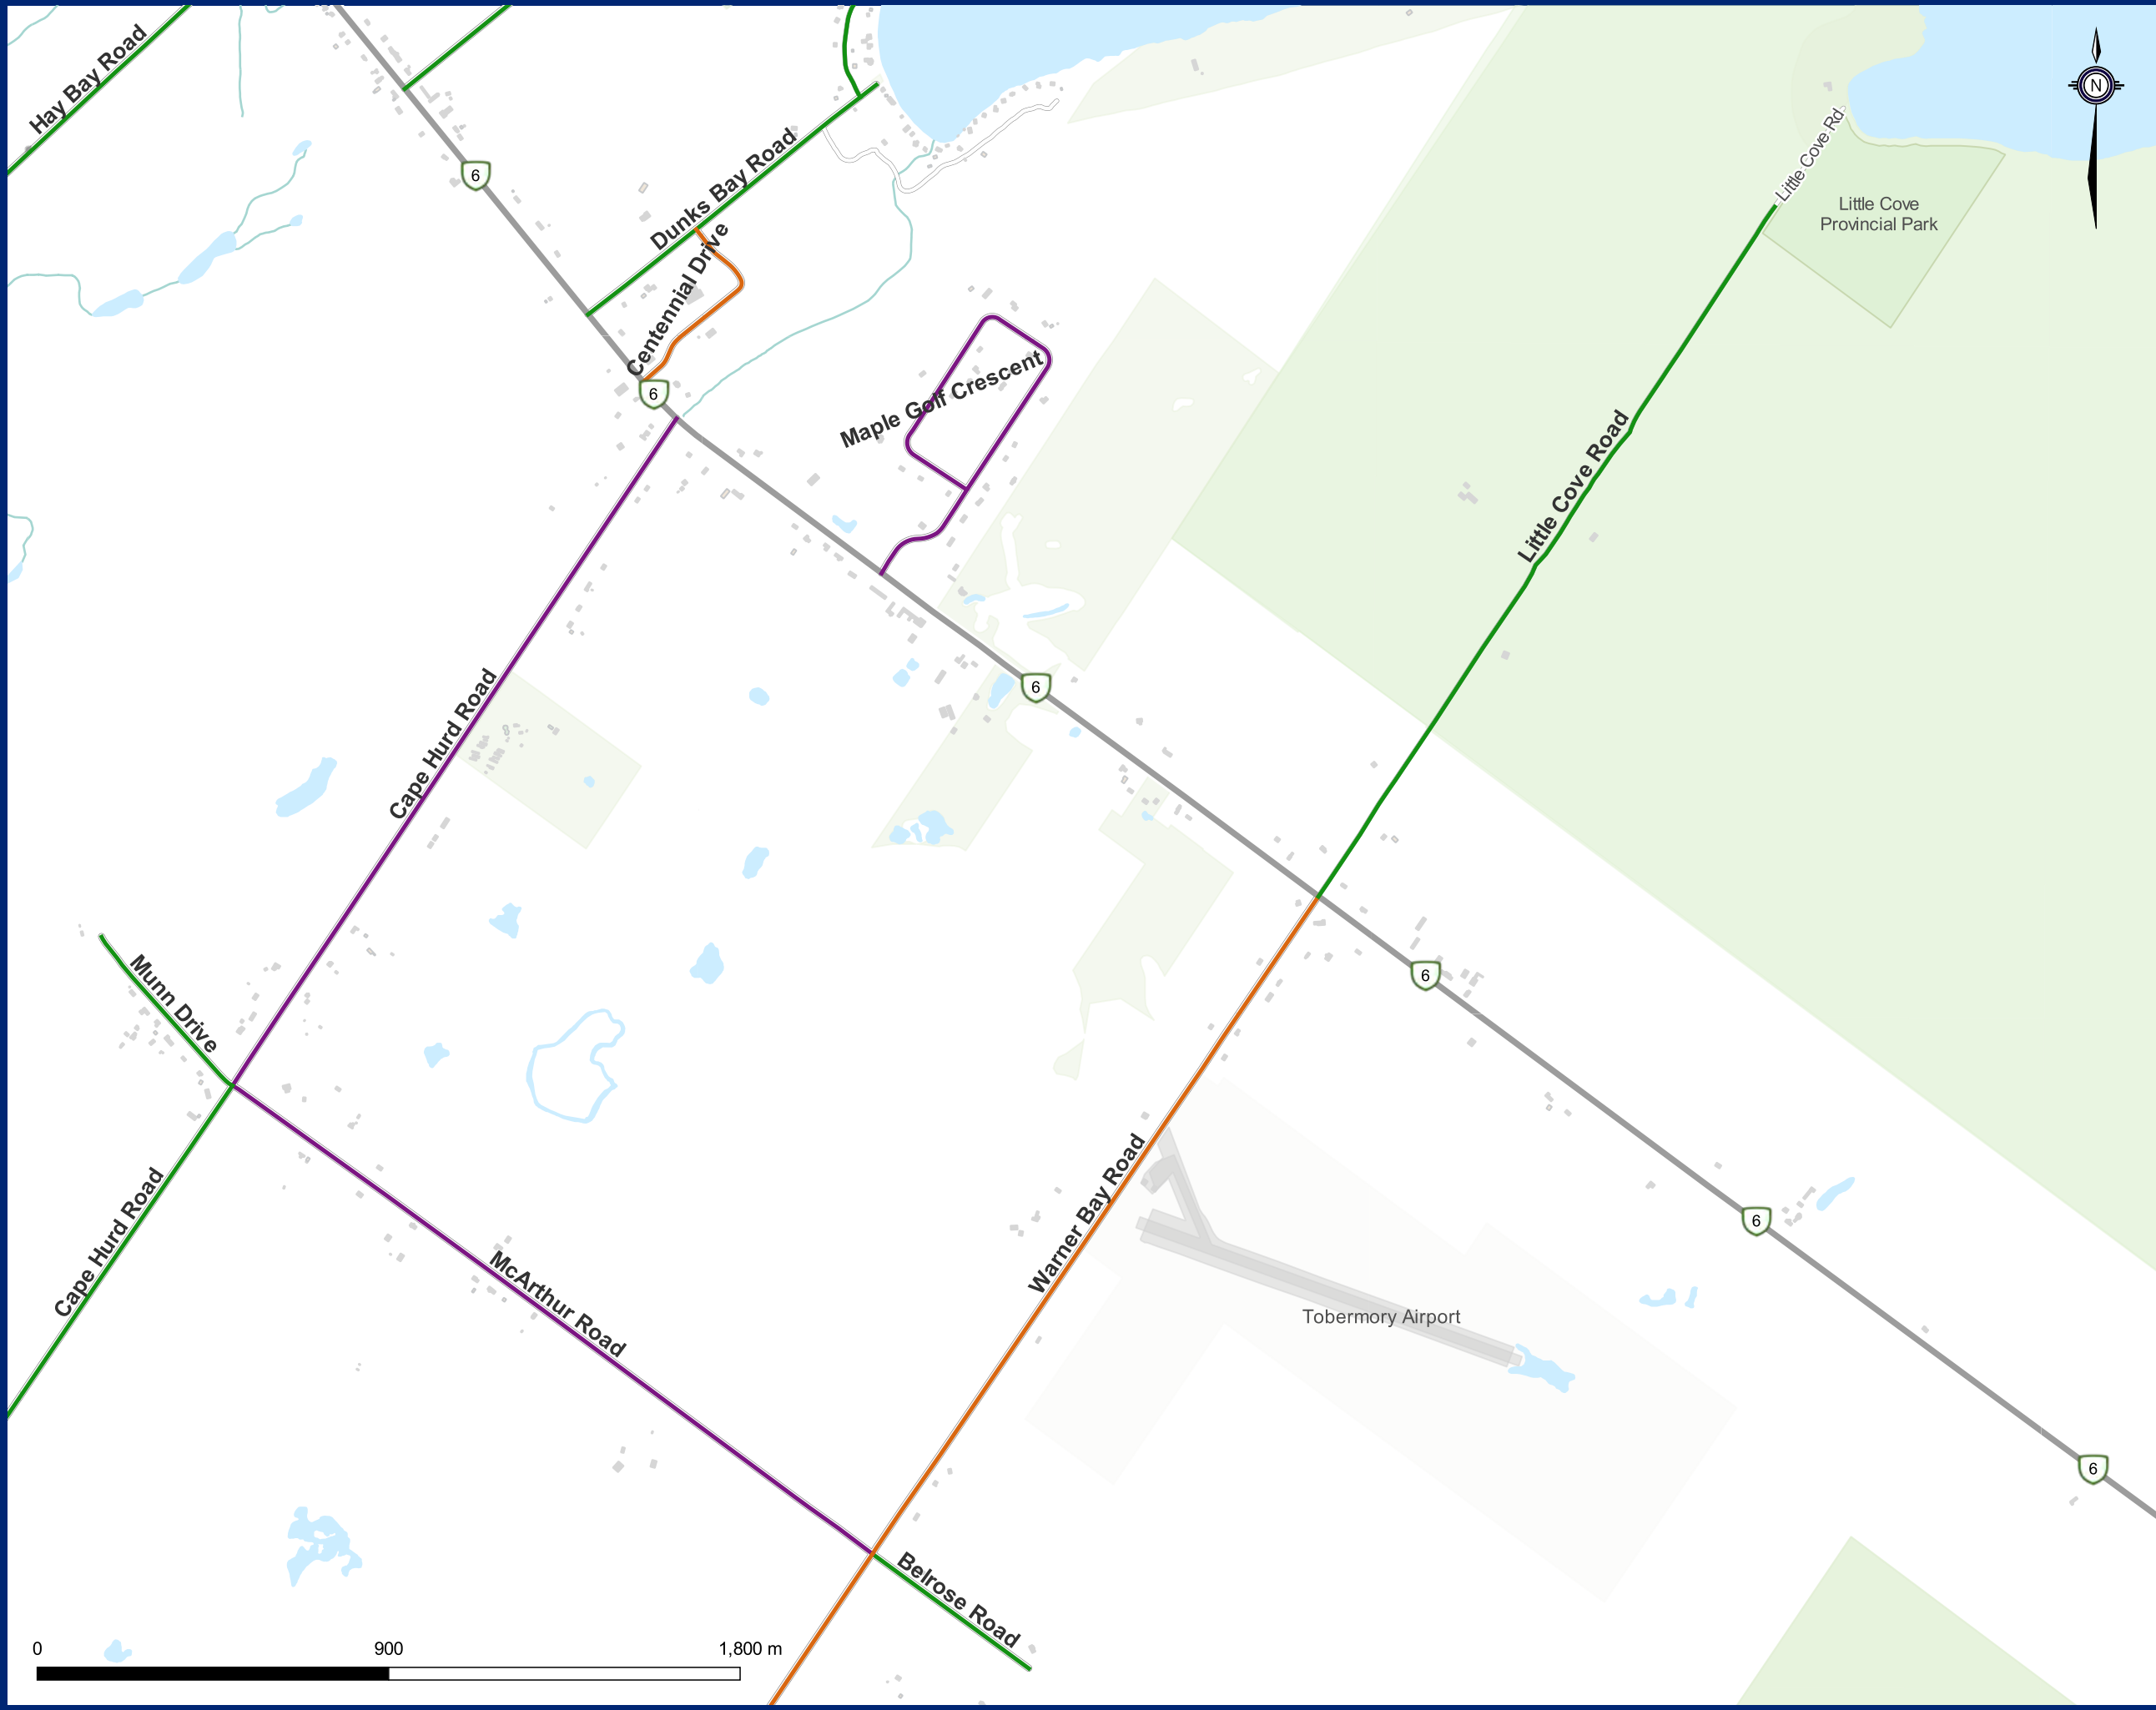 Hay Bay Road
N
Little Cove Rd
6
Dunks Bay Road
Little Cove
Provincial Park
Centennial Drive
6
Maple Golf Crescent
Little Cove Road
6
Cape Hurd Road
6
Munn Drive
Warner Bay Road
6
Cape Hurd Road
McArthur Road
Tobermory Airport
6
Belrose Road
0 900 1,800 m